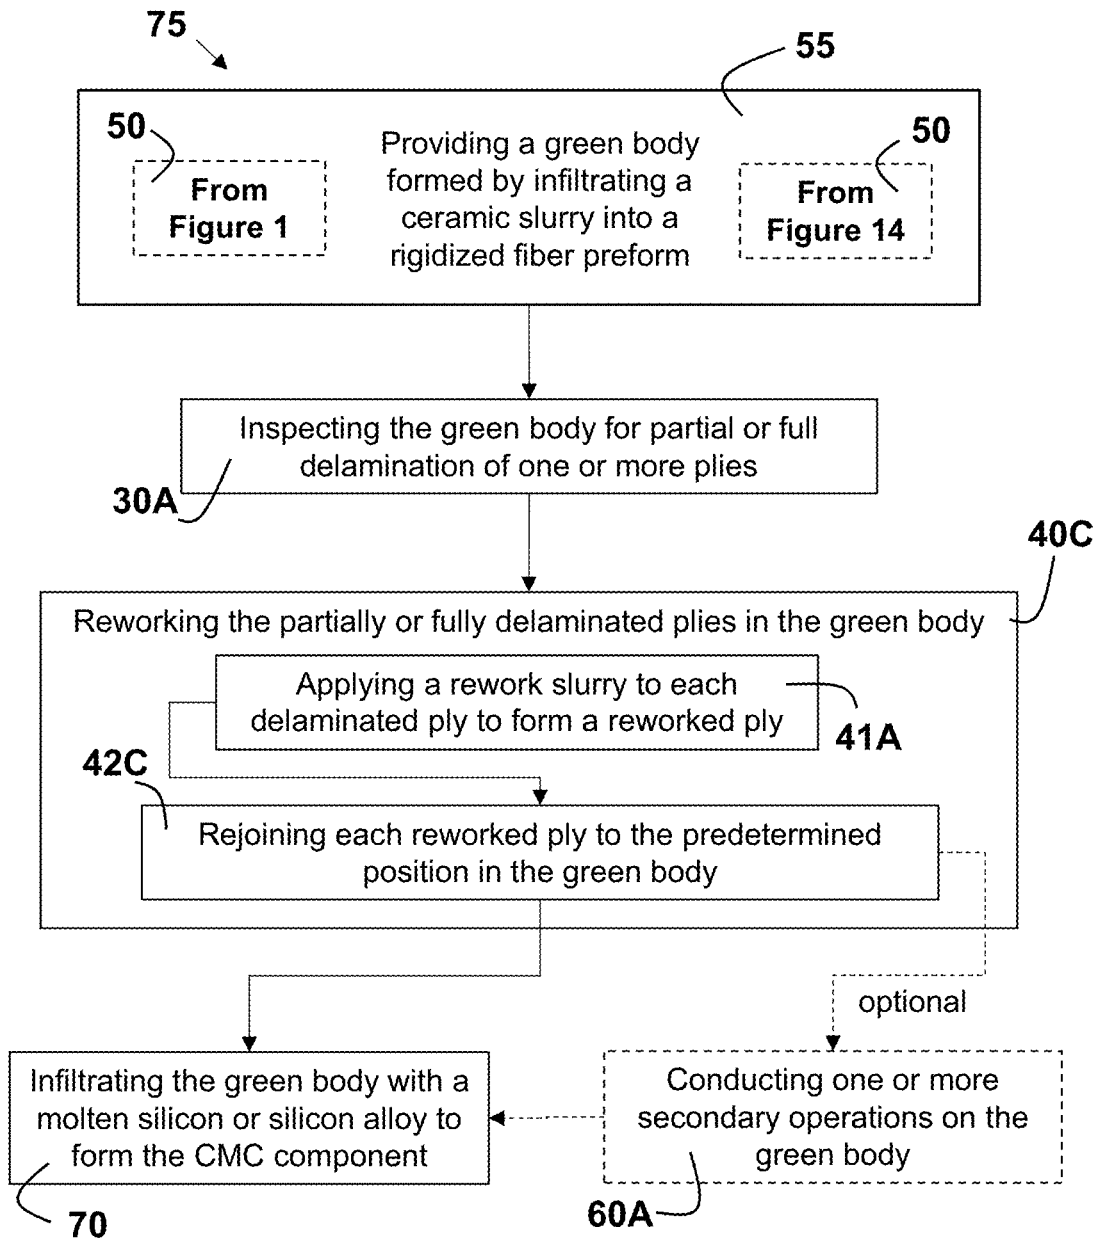 75
55
50
From
Figure 1
Providing a green body
formed by infiltrating a
ceramic slurry into a
rigidized fiber preform
50
From
Figure 14
Inspecting the green body for partial or full
delamination of one or more plies
30A
40C
Reworking the partially or fully delaminated plies in the green body
Applying a rework slurry to each
delaminated ply to form a reworked ply
41A
42C
Rejoining each reworked ply to the predetermined
position in the green body
optional
Infiltrating the green body with a
molten silicon or silicon alloy to
form the CMC component
70
Conducting one or more
secondary operations on the
green body
60A